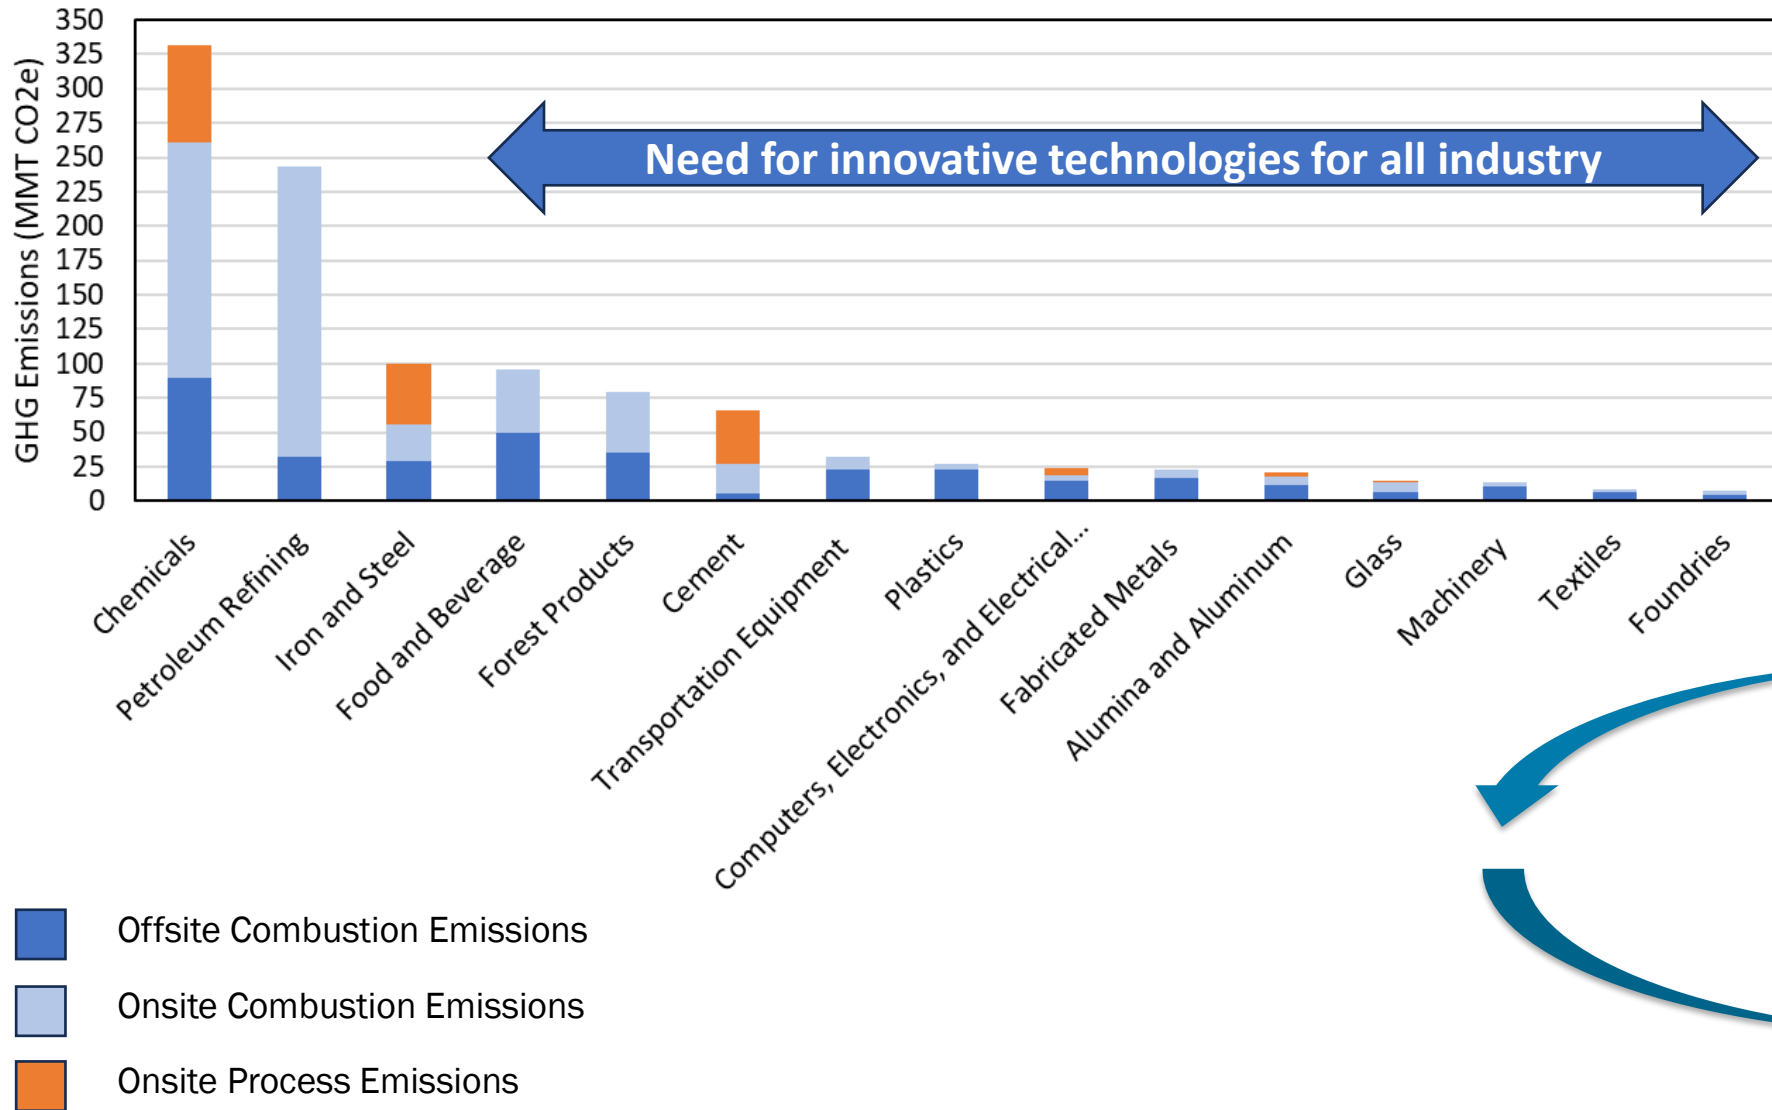 GHG Emissions (MMT CO2e)
350
325
300
275
250
225
200
175
150
125
100
75
50
25
0
Need for innovative technologies for all industry
Chemicals
Petroleum Refining
Iron and Steel
Food and Beverage
Forest Products
Cement
Transportation Equipment
Plastics
Computers, Electronics, and Electrical...
Fabricated Metals
Alumina and Aluminum
Glass
Machinery
Textiles
Foundries
Offsite Combustion Emissions
Onsite Combustion Emissions
Onsite Process Emissions